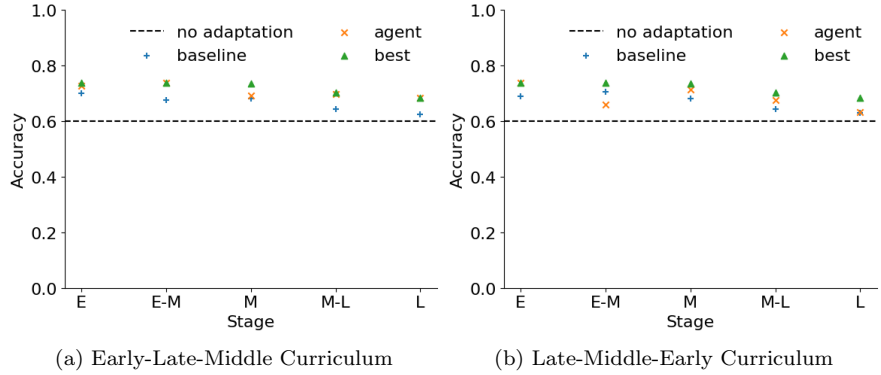 1.0
0.8
0.6
0.4
0.2
0.0
Accuracy
no adaptation
baseline
agent
best
E
E-M
M
M-L
L
Stage
(a) Early-Late-Middle Curriculum
1.0
0.8
0.6
0.4
0.2
0.0
Accuracy
no adaptation
baseline
agent
best
E
E-M
M
M-L
L
Stage
(b) Late-Middle-Early Curriculum